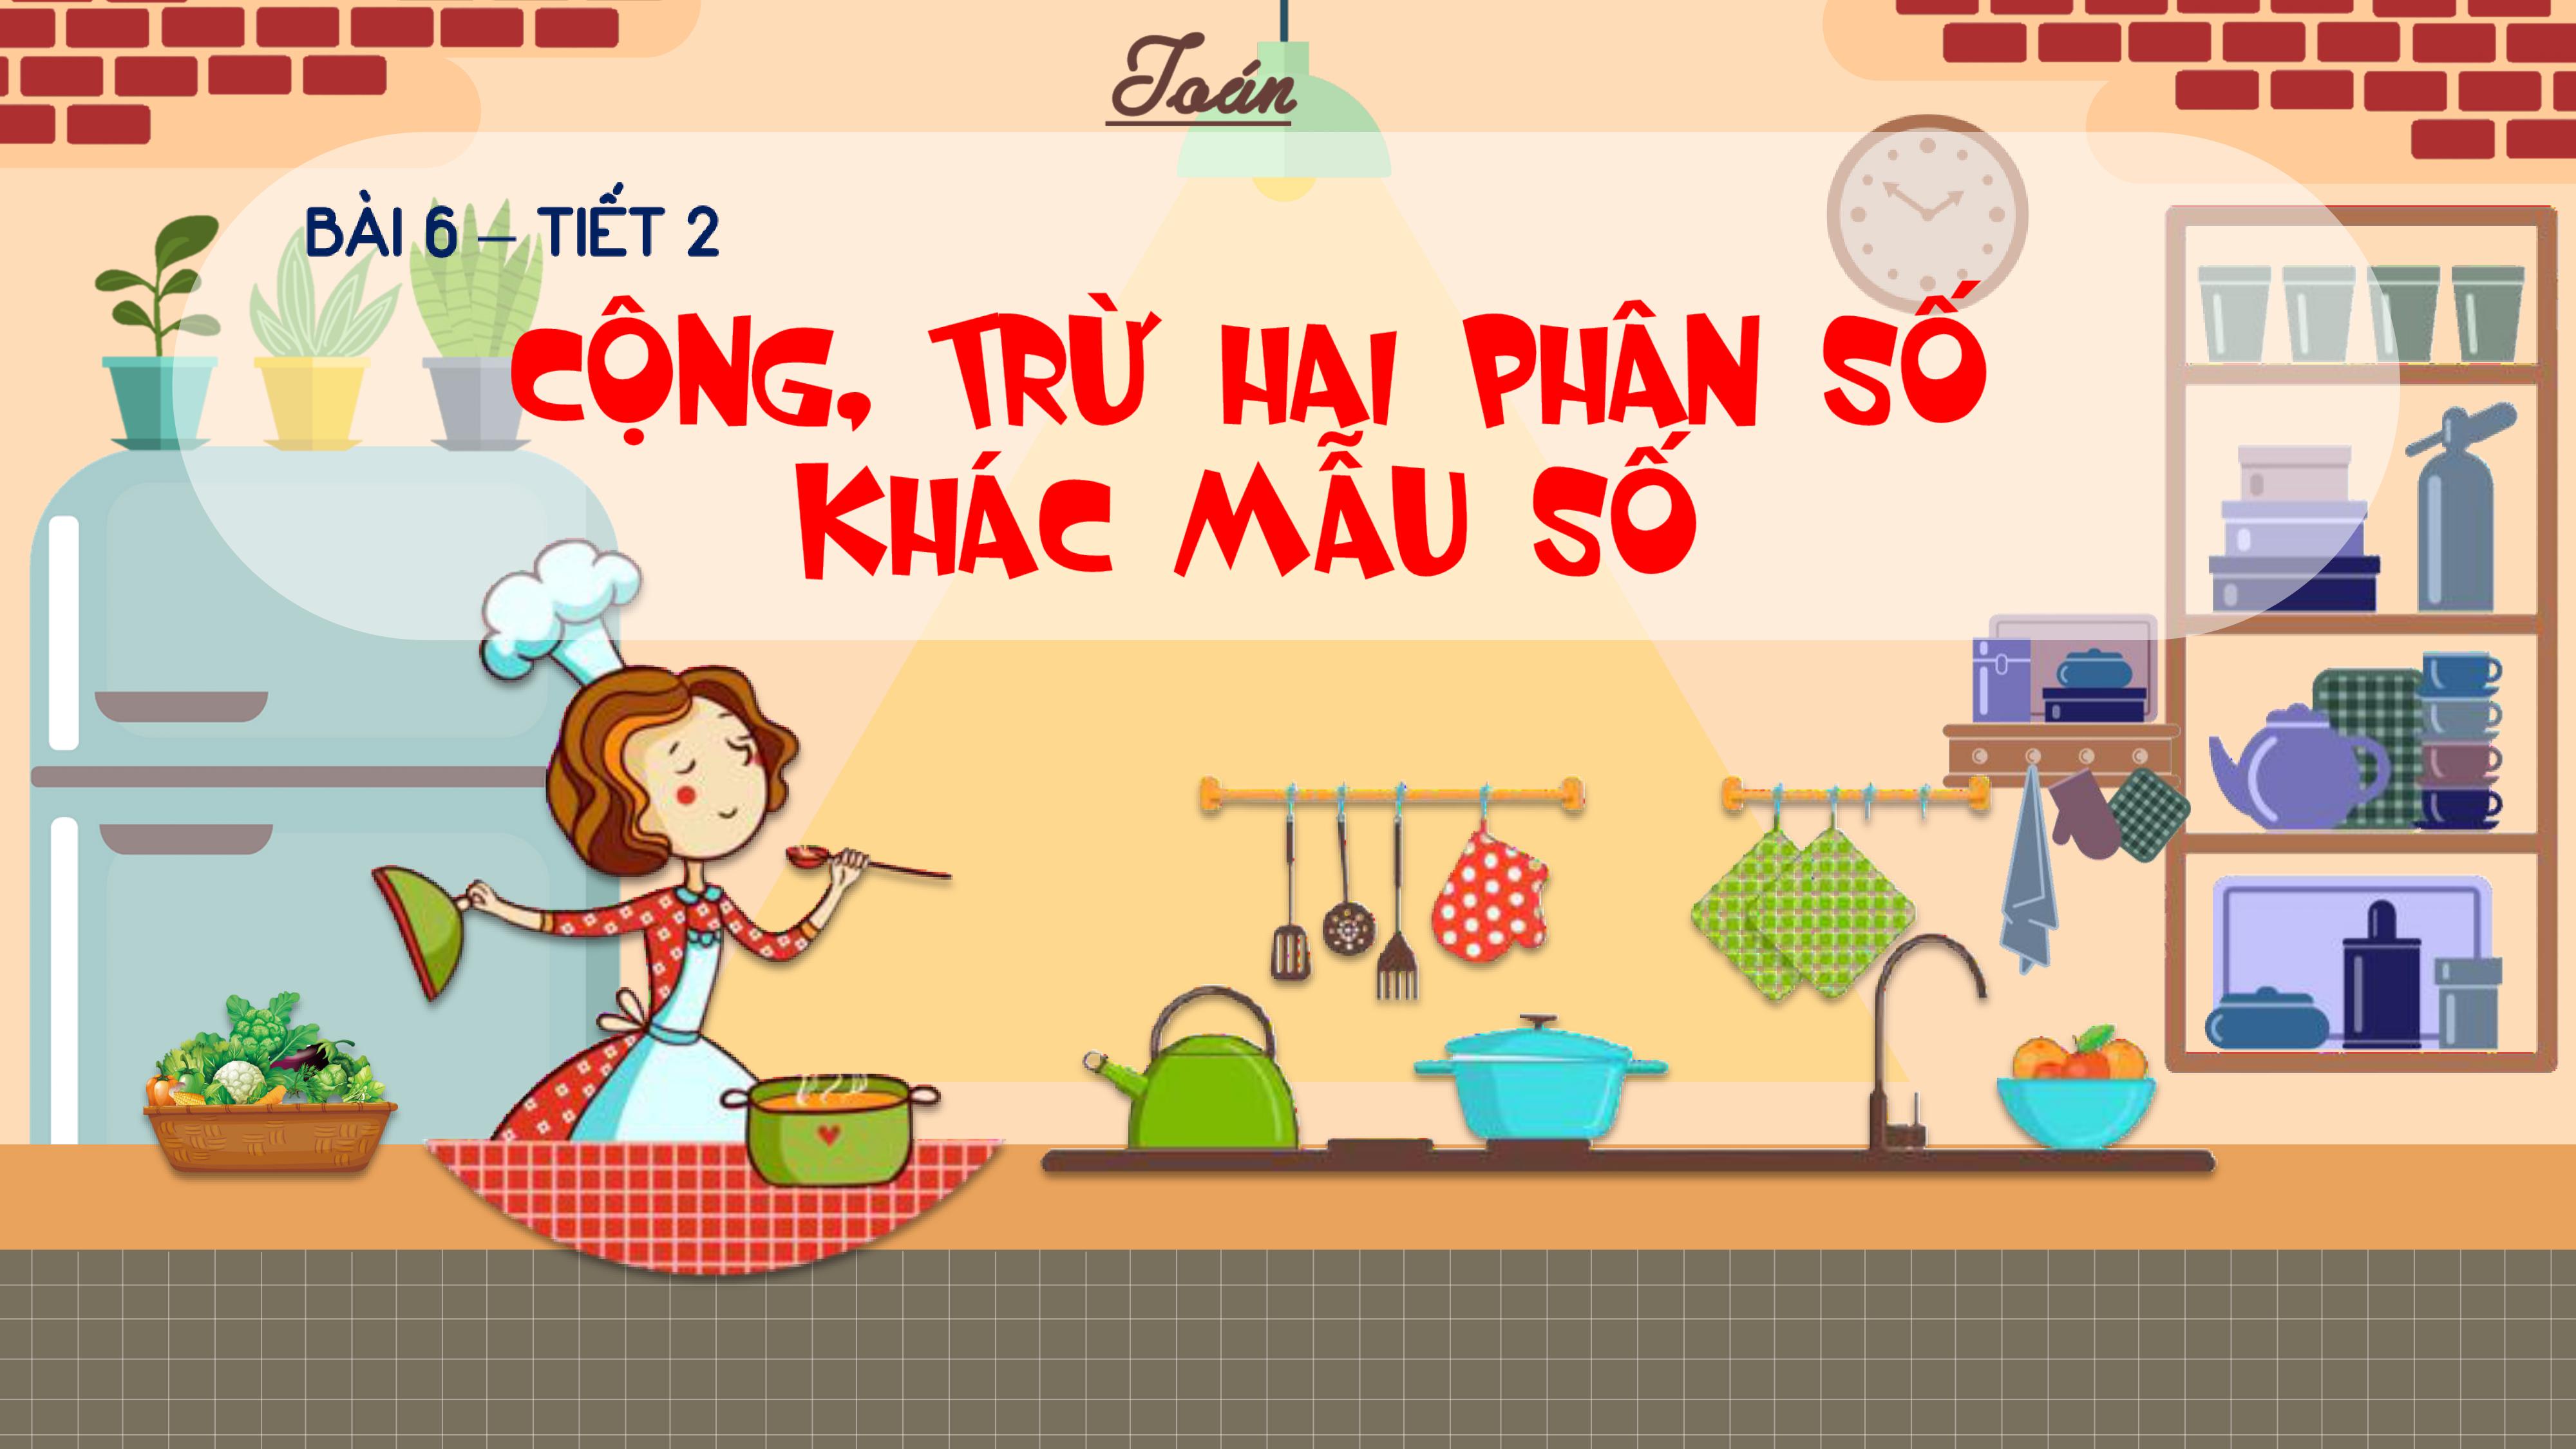 Toán
BÀI 6 – TIẾT 2
CỘNG, TRỪ HAI PHÂN SỐ
KHÁC MẪU SỐ